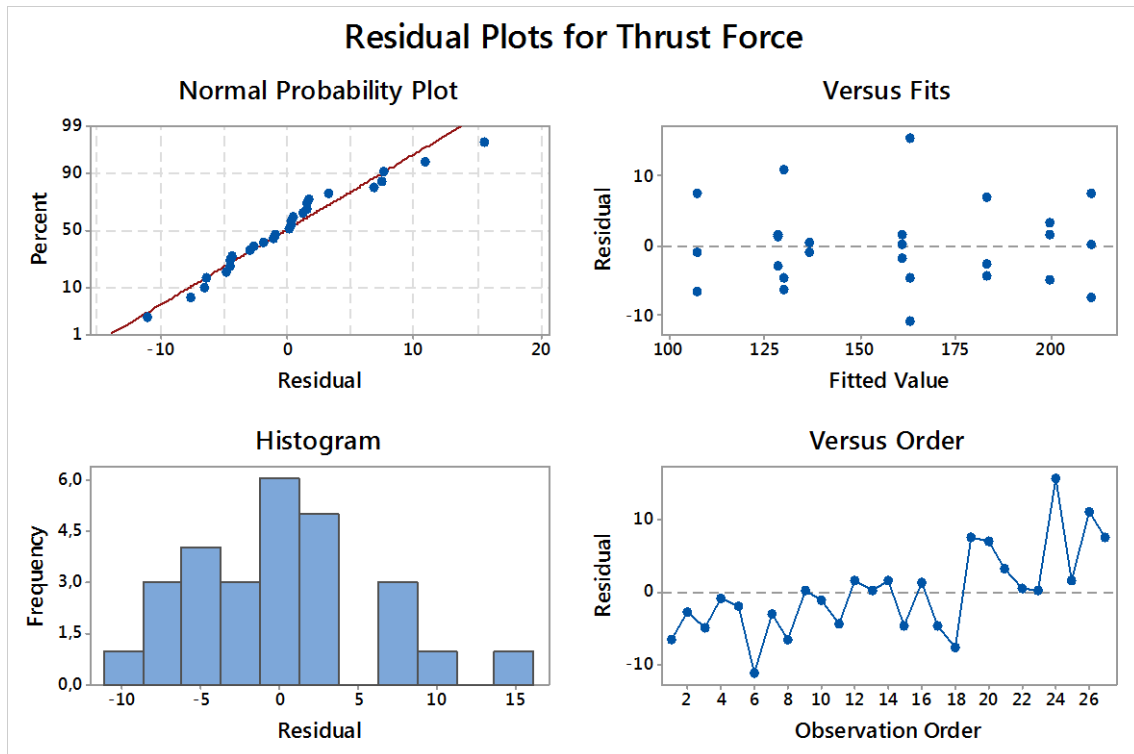 Residual Plots for Thrust Force
Normal Probability Plot
99
90
50
10
1
Percent
-10 0 10 20
Residual
Versus Fits
10
0
-10
Residual
100 125 150 175 200
Fitted Value
Histogram
6,0
4,5
3,0
1,5
0,0
Frequency
-10 -5 0 5 10 15
Residual
Versus Order
10
0
-10
Residual
2 4 6 8 10 12 14 16 18 20 22 24 26
Observation Order